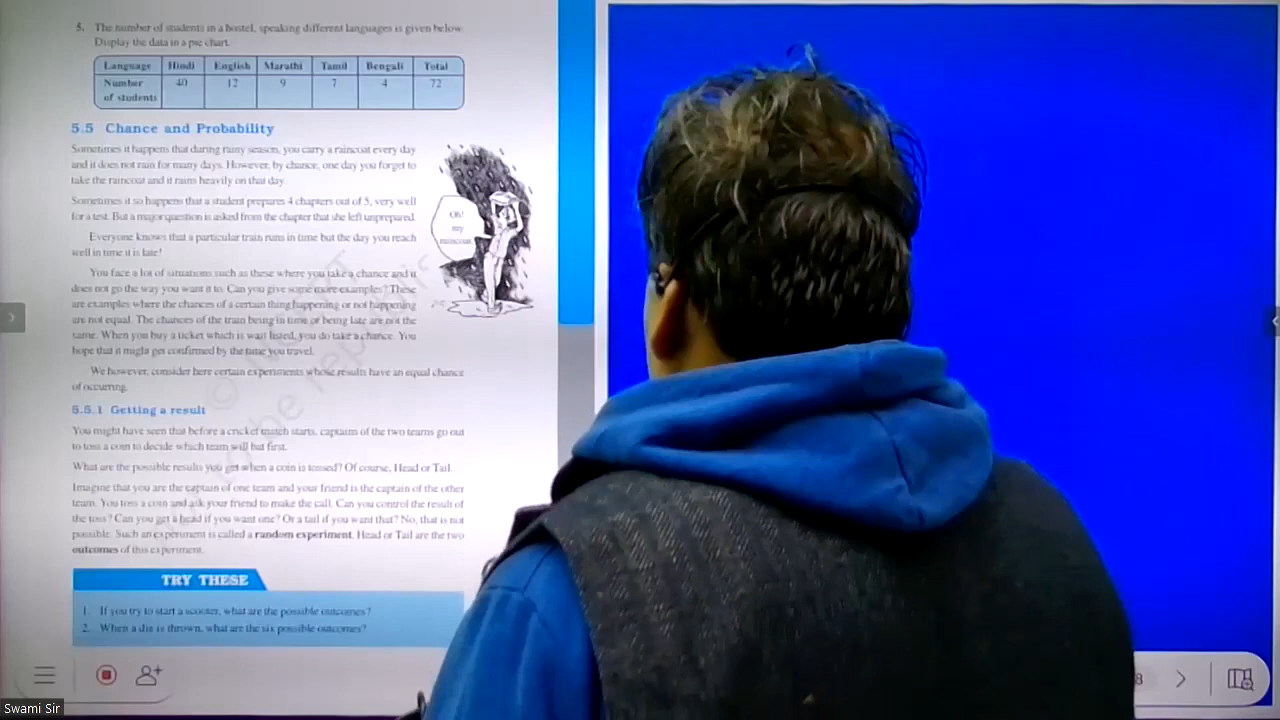 5. The number of students in a hostel, speaking different languages is given below.
Display the data in a pie chart.
Language Hindi English Marathi Tamil Bengali Total
Number of students 40 12 9 7 4 72
5.5 Chance and Probability
Sometimes it happens that during rainy season, you carry a raincoat every day
and it does not rain for many days. However, by chance, one day you forget to
take the raincoat and it rains heavily on that day.
Sometimes it so happens that a student prepares 4 chapters out of 5, very well
for a test. But a major question is asked from the chapter that she left unprepared.
Everyone knows that a particular train runs in time but the day you reach
well in time it is late!
You face a lot of situations such as these where you take a chance and it
does not go the way you want it to. Can you give some more examples? These
are examples where the chances of a certain thing happening or not happening
are not equal. The chances of the train being in time or being late are not the
same. When you buy a ticket which is wait listed, you do take a chance. You
hope that it might get confirmed by the time you travel.
We however, consider here certain experiments whose results have an equal chance
of occurring.
Oh!
my
raincoat
5.5.1 Getting a result
You might have seen that before a cricket match starts, captains of the two teams go out
to toss a coin to decide which team will bat first.
What are the possible results you get when a coin is tossed? Of course, Head or Tail.
Imagine that you are the captain of one team and your friend is the captain of the other
team. You toss a coin and ask your friend to make the call. Can you control the result of
the toss? Can you get a head if you want one? Or a tail if you want that? No, that is not
possible. Such an experiment is called a random experiment. Head or Tail are the two
outcomes of this experiment.
TRY THESE
1. If you try to start a scooter, what are the possible outcomes?
2. When a die is thrown, what are the six possible outcomes?
8
Swami Sir